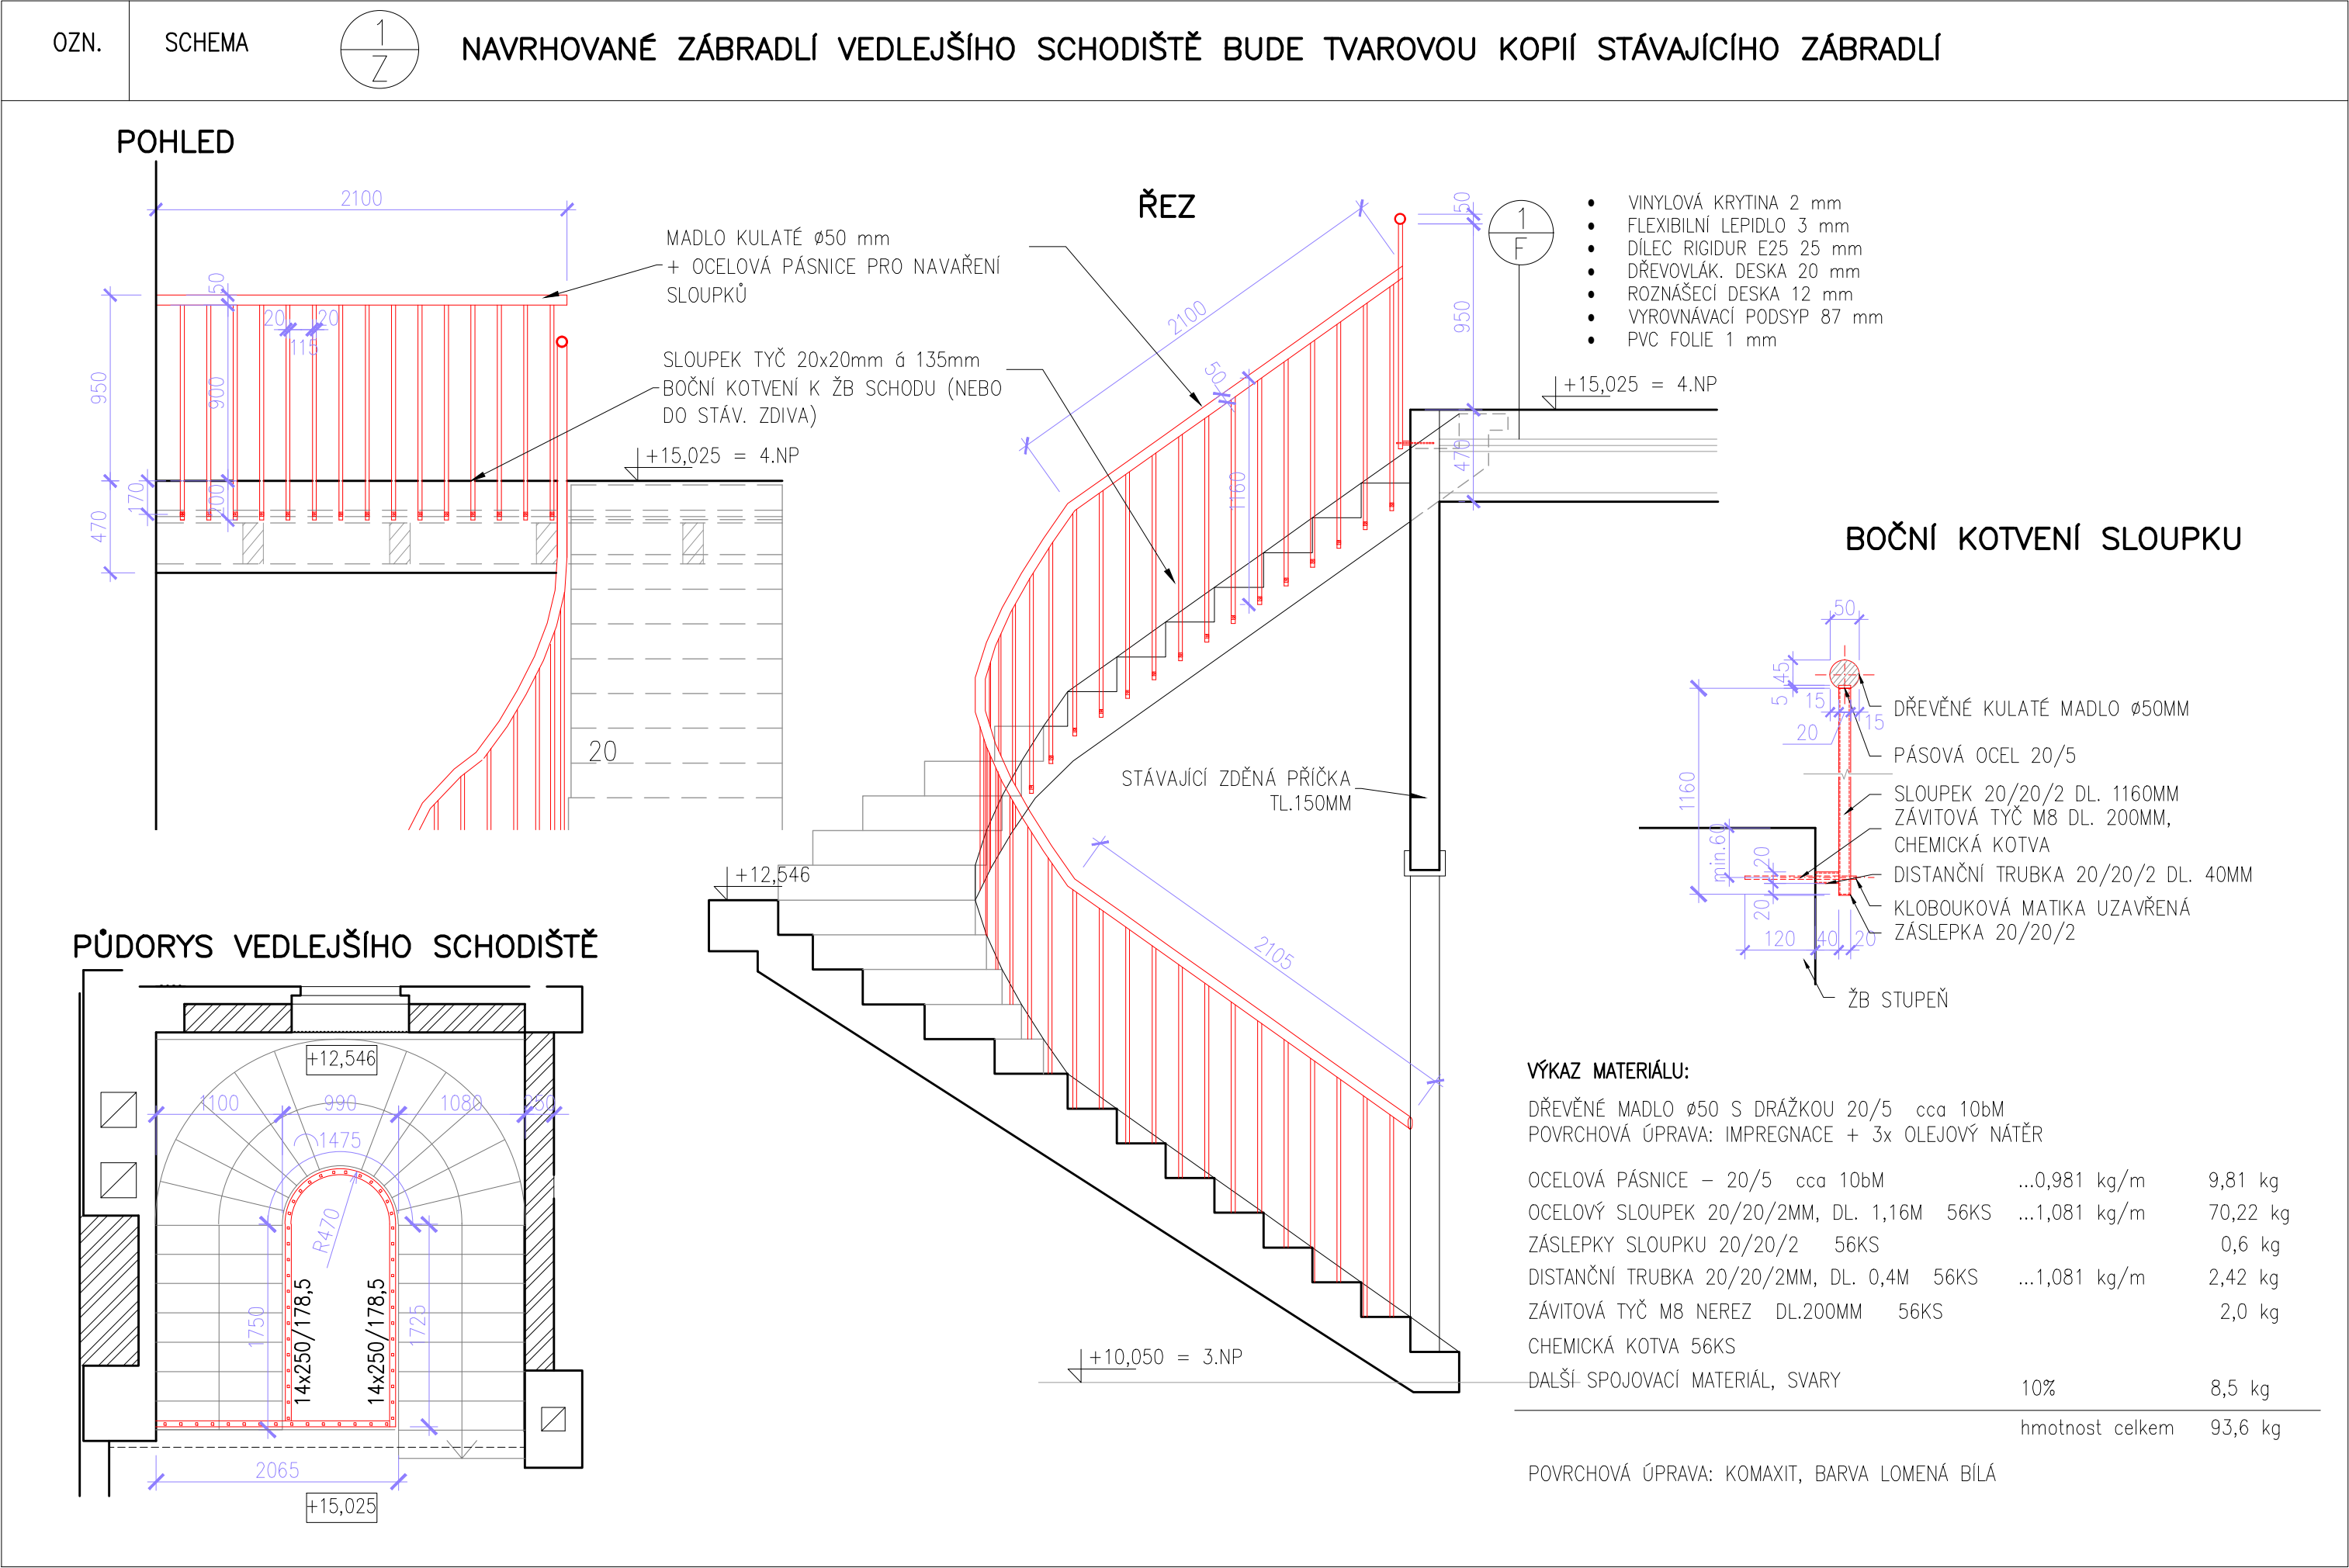 OZN.
SCHEMA
1
Z
NAVRHOVANÉ ZÁBRADLÍ VEDLEJŠÍHO SCHODIŠTĚ BUDE TVAROVOU KOPIÍ STÁVAJÍCÍHO ZÁBRADLÍ
POHLED
2100
50
950
20
20
115
900
170
200
470
MADLO KULATÉ ø50 mm
+ OCELOVÁ PÁSNICE PRO NAVAŘENÍ
SLOUPKŮ
SLOUPEK TYČ 20x20mm á 135mm
BOČNÍ KOTVENÍ K ŽB SCHODU (NEBO
DO STÁV. ZDIVA)
+15,025 = 4.NP
20
ŘEZ
2100
50
1160
50
950
470
1
F
• VINYLOVÁ KRYTINA 2 mm
• FLEXIBILNÍ LEPIDLO 3 mm
• DÍLEC RIGIDUR E25 25 mm
• DŘEVOVLÁK. DESKA 20 mm
• ROZNÁŠECÍ DESKA 12 mm
• VYROVNÁVACÍ PODSYP 87 mm
• PVC FOLIE 1 mm
+15,025 = 4.NP
STÁVAJÍCÍ ZDĚNÁ PŘÍČKA
TL.150MM
+12,546
2105
+10,050 = 3.NP
BOČNÍ KOTVENÍ SLOUPKU
50
45
5
15
15
20
1160
min.60
20
20
120
40
20
DŘEVĚNÉ KULATÉ MADLO ø50MM
PÁSOVÁ OCEL 20/5
SLOUPEK 20/20/2 DL. 1160MM
ZÁVITOVÁ TYČ M8 DL. 200MM,
CHEMICKÁ KOTVA
DISTANČNÍ TRUBKA 20/20/2 DL. 40MM
KLOBOUKOVÁ MATIKA UZAVŘENÁ
ZÁSLEPKA 20/20/2
ŽB STUPEŇ
PŮDORYS VEDLEJŠÍHO SCHODIŠTĚ
+12,546
1100
990
1080
250
1475
R470
1750
14x250/178,5
14x250/178,5
1725
2065
+15,025
VÝKAZ MATERIÁLU:
DŘEVĚNÉ MADLO ø50 S DRÁŽKOU 20/5 cca 10bM
POVRCHOVÁ ÚPRAVA: IMPREGNACE + 3x OLEJOVÝ NÁTĚR
OCELOVÁ PÁSNICE – 20/5 cca 10bM ...0,981 kg/m 9,81 kg
OCELOVÝ SLOUPEK 20/20/2MM, DL. 1,16M 56KS ...1,081 kg/m 70,22 kg
ZÁSLEPKY SLOUPKU 20/20/2 56KS 0,6 kg
DISTANČNÍ TRUBKA 20/20/2MM, DL. 0,4M 56KS ...1,081 kg/m 2,42 kg
ZÁVITOVÁ TYČ M8 NEREZ DL.200MM 56KS 2,0 kg
CHEMICKÁ KOTVA 56KS
DALŠÍ SPOJOVACÍ MATERIÁL, SVARY 10% 8,5 kg
hmotnost celkem 93,6 kg
POVRCHOVÁ ÚPRAVA: KOMAXIT, BARVA LOMENÁ BÍLÁ